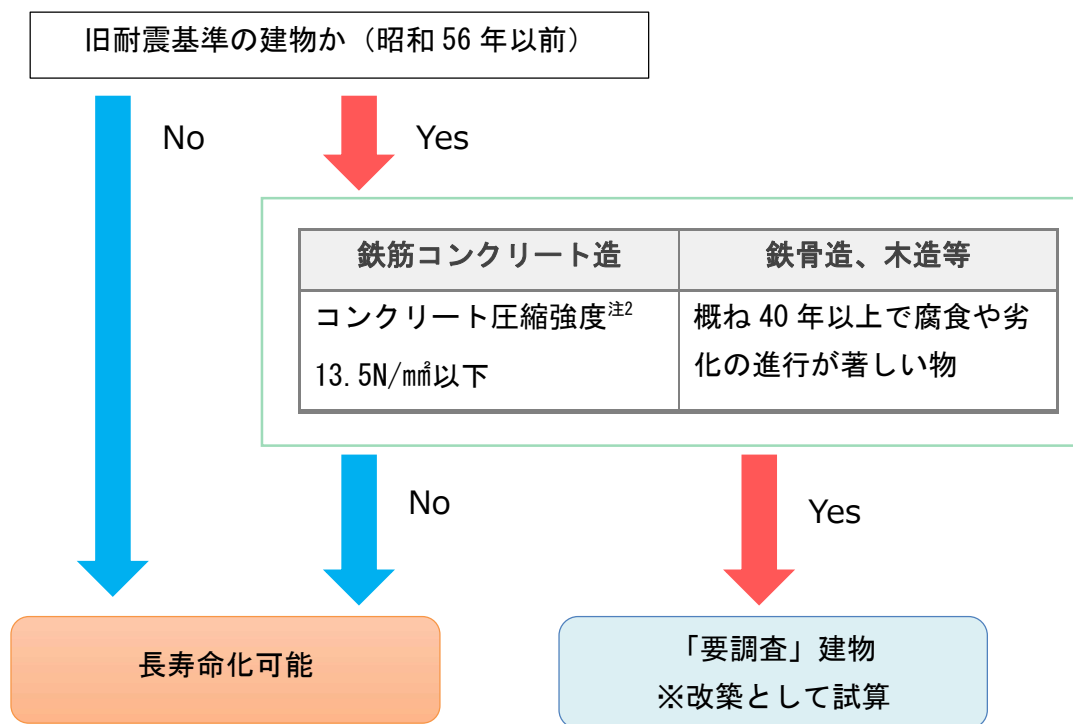 旧耐震基準の建物か（昭和 56 年以前）
No
Yes
鉄筋コンクリート造
鉄骨造、木造等
コンクリート圧縮強度注2
13.5N/㎟以下
概ね 40 年以上で腐食や劣
化の進行が著しい物
No
Yes
長寿命化可能
「要調査」建物
※改築として試算